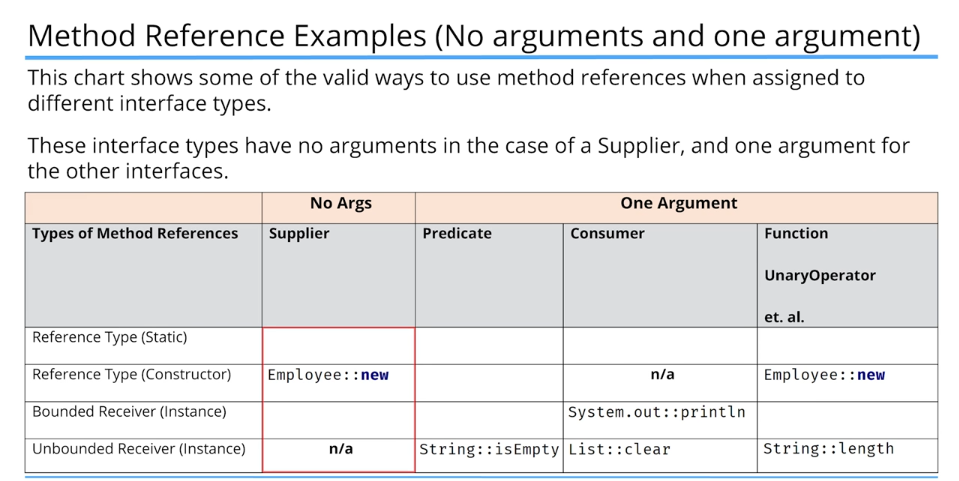 Method Reference Examples (No arguments and one argument)
This chart shows some of the valid ways to use method references when assigned to
different interface types.
These interface types have no arguments in the case of a Supplier, and one argument for
the other interfaces.
No Args One Argument
Types of Method References Supplier Predicate Consumer Function
UnaryOperator
et. al.
Reference Type (Static)
Reference Type (Constructor) Employee::new n/a Employee::new
Bounded Receiver (Instance) System.out::println
Unbounded Receiver (Instance) n/a String::isEmpty List::clear String::length